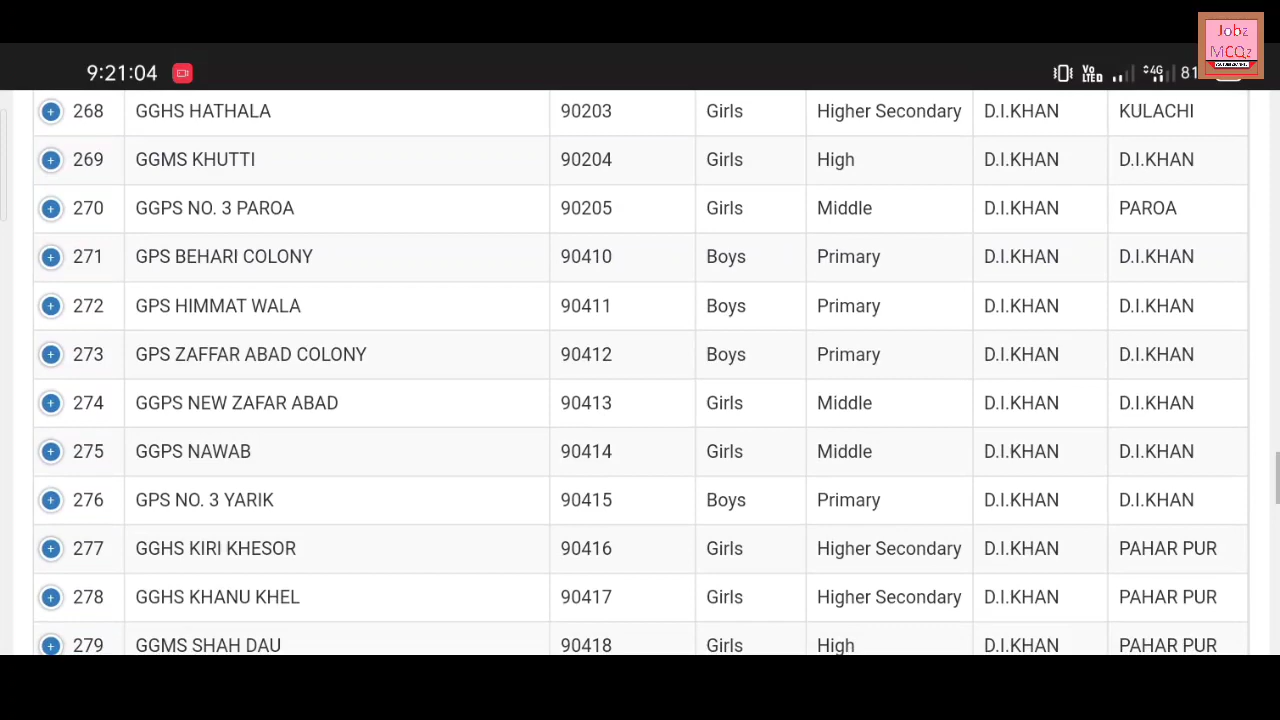 Jobz
MCQz
9:21:04 Vo LTED 4G 81
268 GGHS HATHALA 90203 Girls Higher Secondary D.I.KHAN KULACHI
269 GGMS KHUTTI 90204 Girls High D.I.KHAN D.I.KHAN
270 GGPS NO. 3 PAROA 90205 Girls Middle D.I.KHAN PAROA
271 GPS BEHARI COLONY 90410 Boys Primary D.I.KHAN D.I.KHAN
272 GPS HIMMAT WALA 90411 Boys Primary D.I.KHAN D.I.KHAN
273 GPS ZAFFAR ABAD COLONY 90412 Boys Primary D.I.KHAN D.I.KHAN
274 GGPS NEW ZAFAR ABAD 90413 Girls Middle D.I.KHAN D.I.KHAN
275 GGPS NAWAB 90414 Girls Middle D.I.KHAN D.I.KHAN
276 GPS NO. 3 YARIK 90415 Boys Primary D.I.KHAN D.I.KHAN
277 GGHS KIRI KHESOR 90416 Girls Higher Secondary D.I.KHAN PAHAR PUR
278 GGHS KHANU KHEL 90417 Girls Higher Secondary D.I.KHAN PAHAR PUR
279 GGMS SHAH DAU 90418 Girls High D.I.KHAN PAHAR PUR